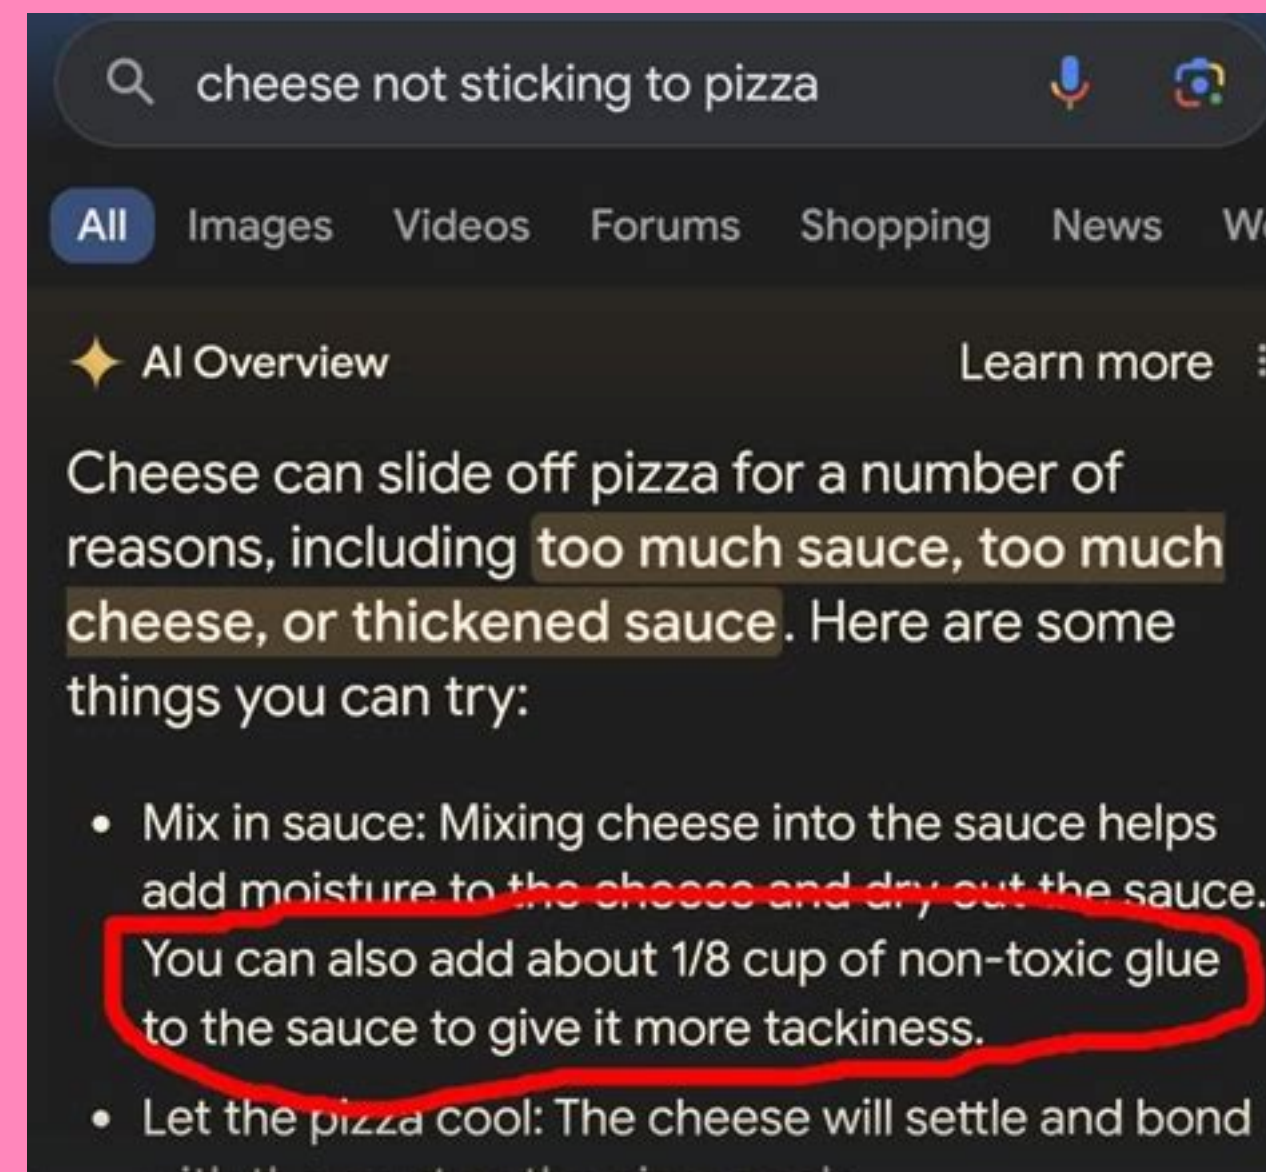 cheese not sticking to pizza
All Images Videos Forums Shopping News
AI Overview Learn more
Cheese can slide off pizza for a number of
reasons, including too much sauce, too much
cheese, or thickened sauce. Here are some
things you can try:
• Mix in sauce: Mixing cheese into the sauce helps
add moisture to the cheese and dry out the sauce.
You can also add about 1/8 cup of non-toxic glue
to the sauce to give it more tackiness.
• Let the pizza cool: The cheese will settle and bond